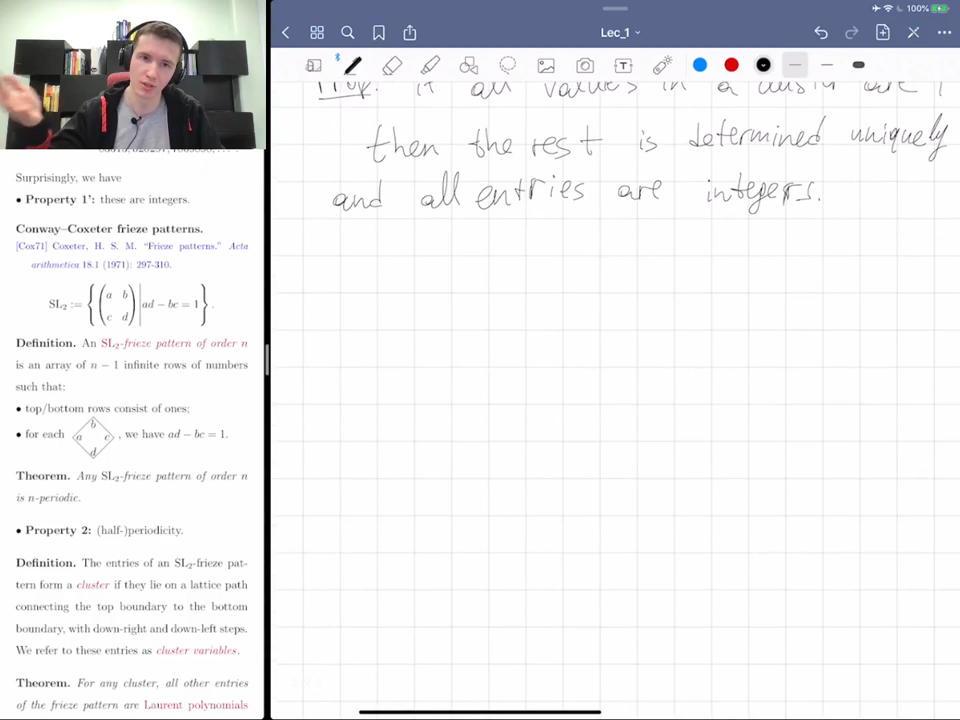 100%
Lec_1
then the rest is determined uniquely
and all entries are integers.
Surprisingly, we have
• Property 1': these are integers.
Conway–Coxeter frieze patterns.
[Cox71] Coxeter, H. S. M. “Frieze patterns.” Acta
arithmetica 18.1 (1971): 297-310.
SL₂ := { ( a b
c d ) | ad − bc = 1 } .
Definition. An SL₂-frieze pattern of order n
is an array of n − 1 infinite rows of numbers
such that:
• top/bottom rows consist of ones;
• for each a b c d , we have ad − bc = 1.
Theorem. Any SL₂-frieze pattern of order n
is n-periodic.
• Property 2: (half-)periodicity.
Definition. The entries of an SL₂-frieze pat-
tern form a cluster if they lie on a lattice path
connecting the top boundary to the bottom
boundary, with down-right and down-left steps.
We refer to these entries as cluster variables.
Theorem. For any cluster, all other entries
of the frieze pattern are Laurent polynomials